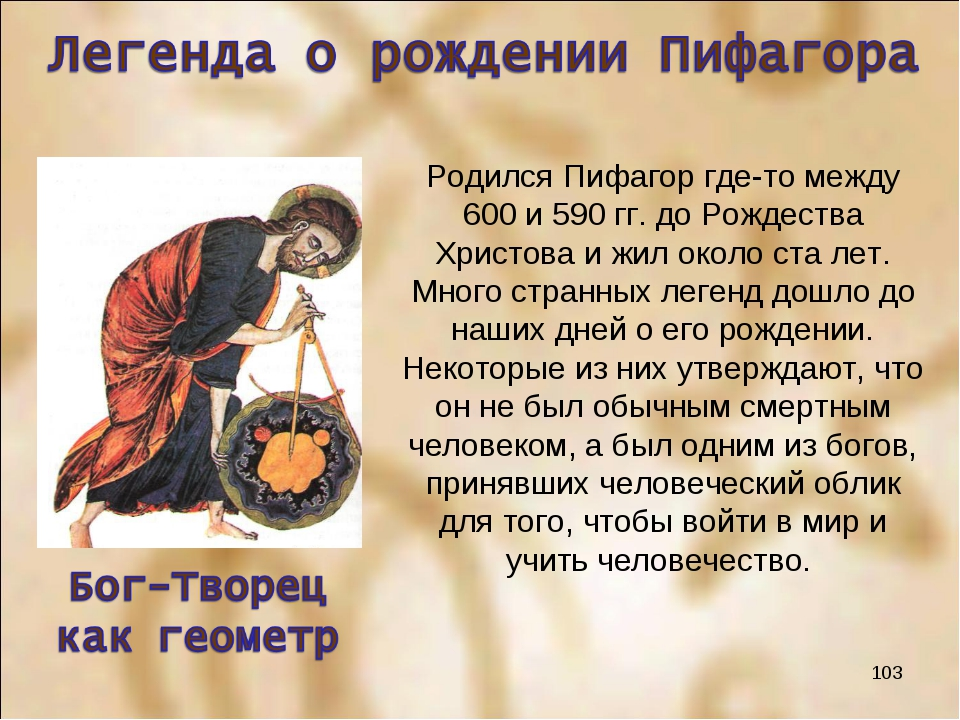 Легенда о рождении Пифагора
Родился Пифагор где-то между
600 и 590 гг. до Рождества
Христова и жил около ста лет.
Много странных легенд дошло до
наших дней о его рождении.
Некоторые из них утверждают, что
он не был обычным смертным
человеком, а был одним из богов,
принявших человеческий облик
для того, чтобы войти в мир и
учить человечество.
Бог-Творец
как геометр
103